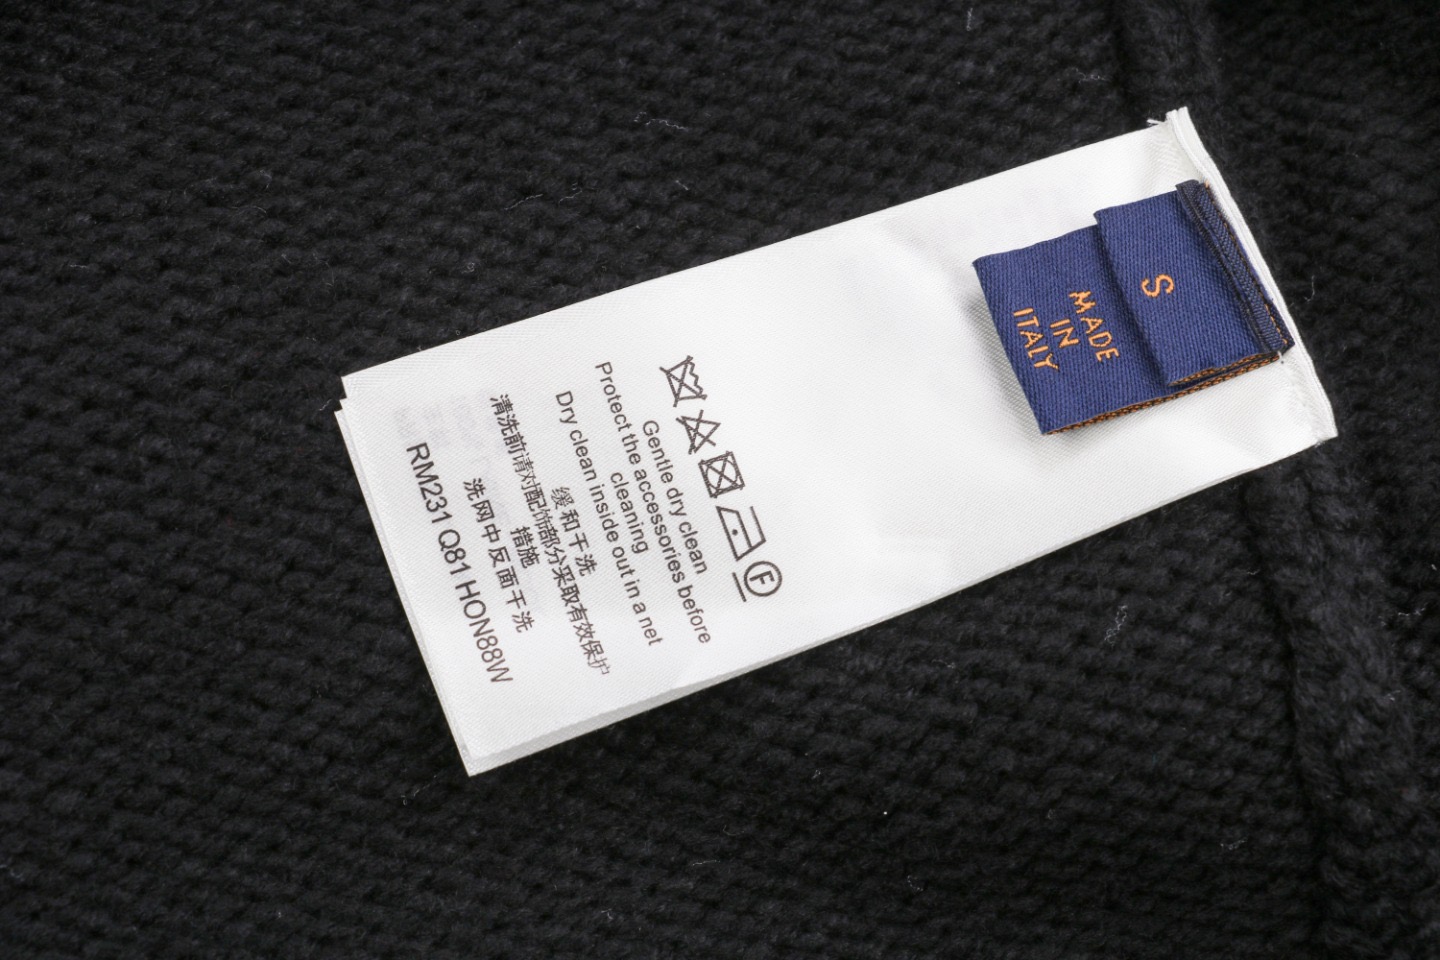 S
MADE
IN
ITALY
F
Gentle dry clean
Protect the accessories before
cleaning
Dry clean inside out in a net
缓和干洗
清洗前请对配饰部分采取有效保护
措施
洗网中反面干洗
RM231 Q81 HON88W